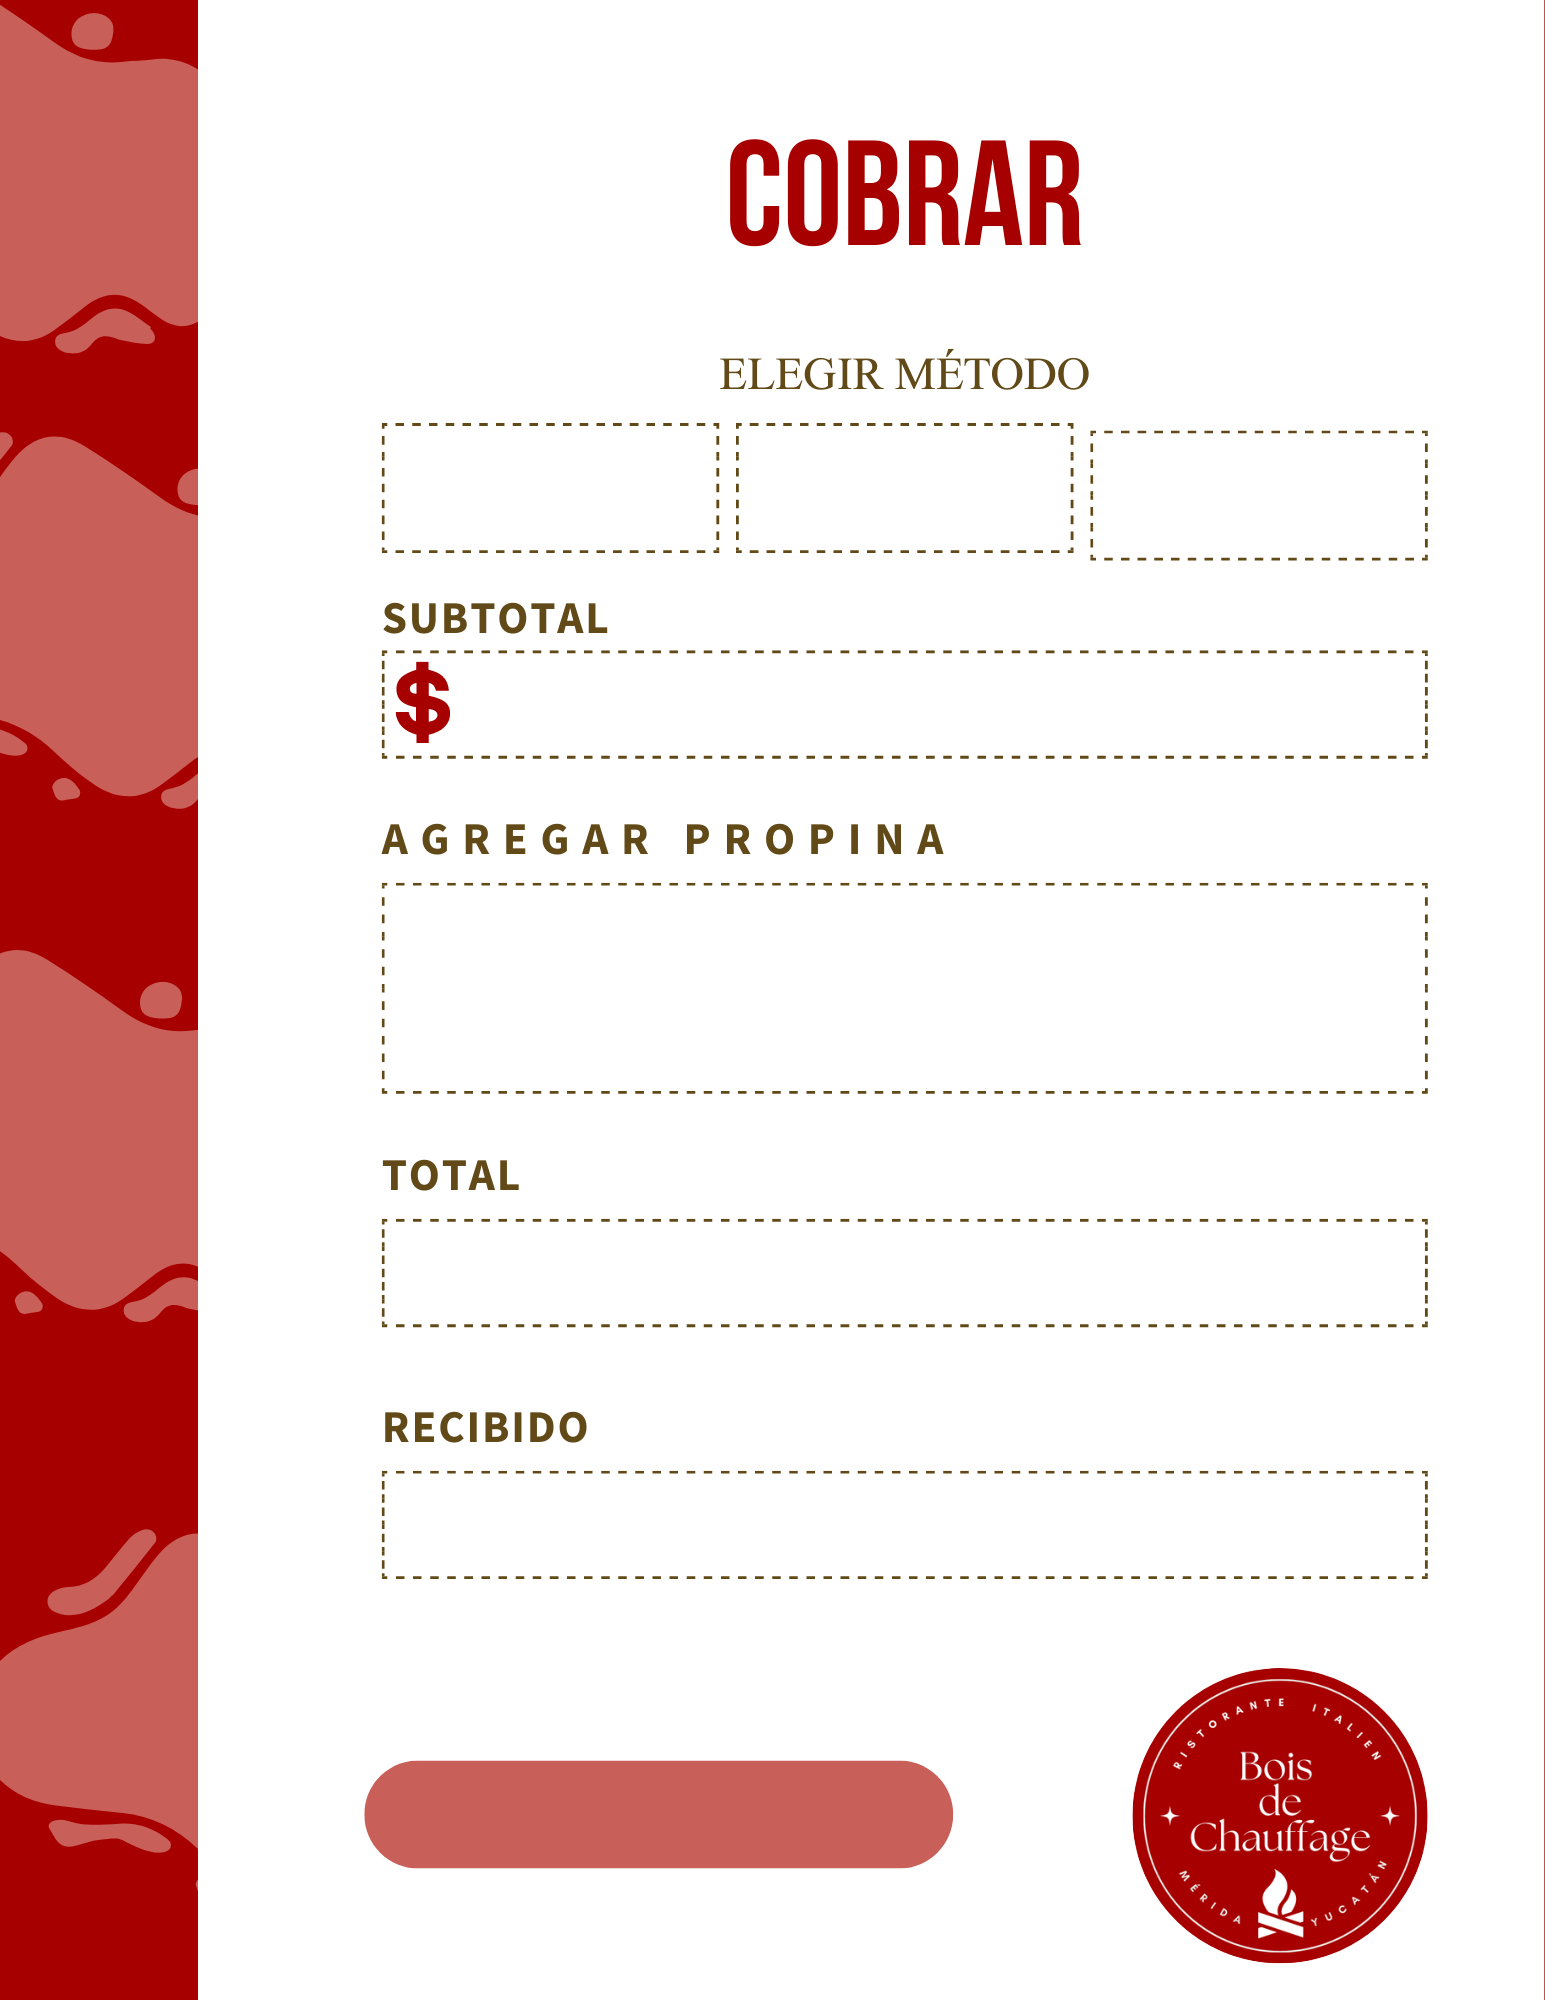 COBRAR
ELEGIR MÉTODO
SUBTOTAL
$
AGREGAR PROPINA
TOTAL
RECIBIDO
RISTORANTE ITALIEN
Bois
de
Chauffage
MÉRIDA YUCATÁN